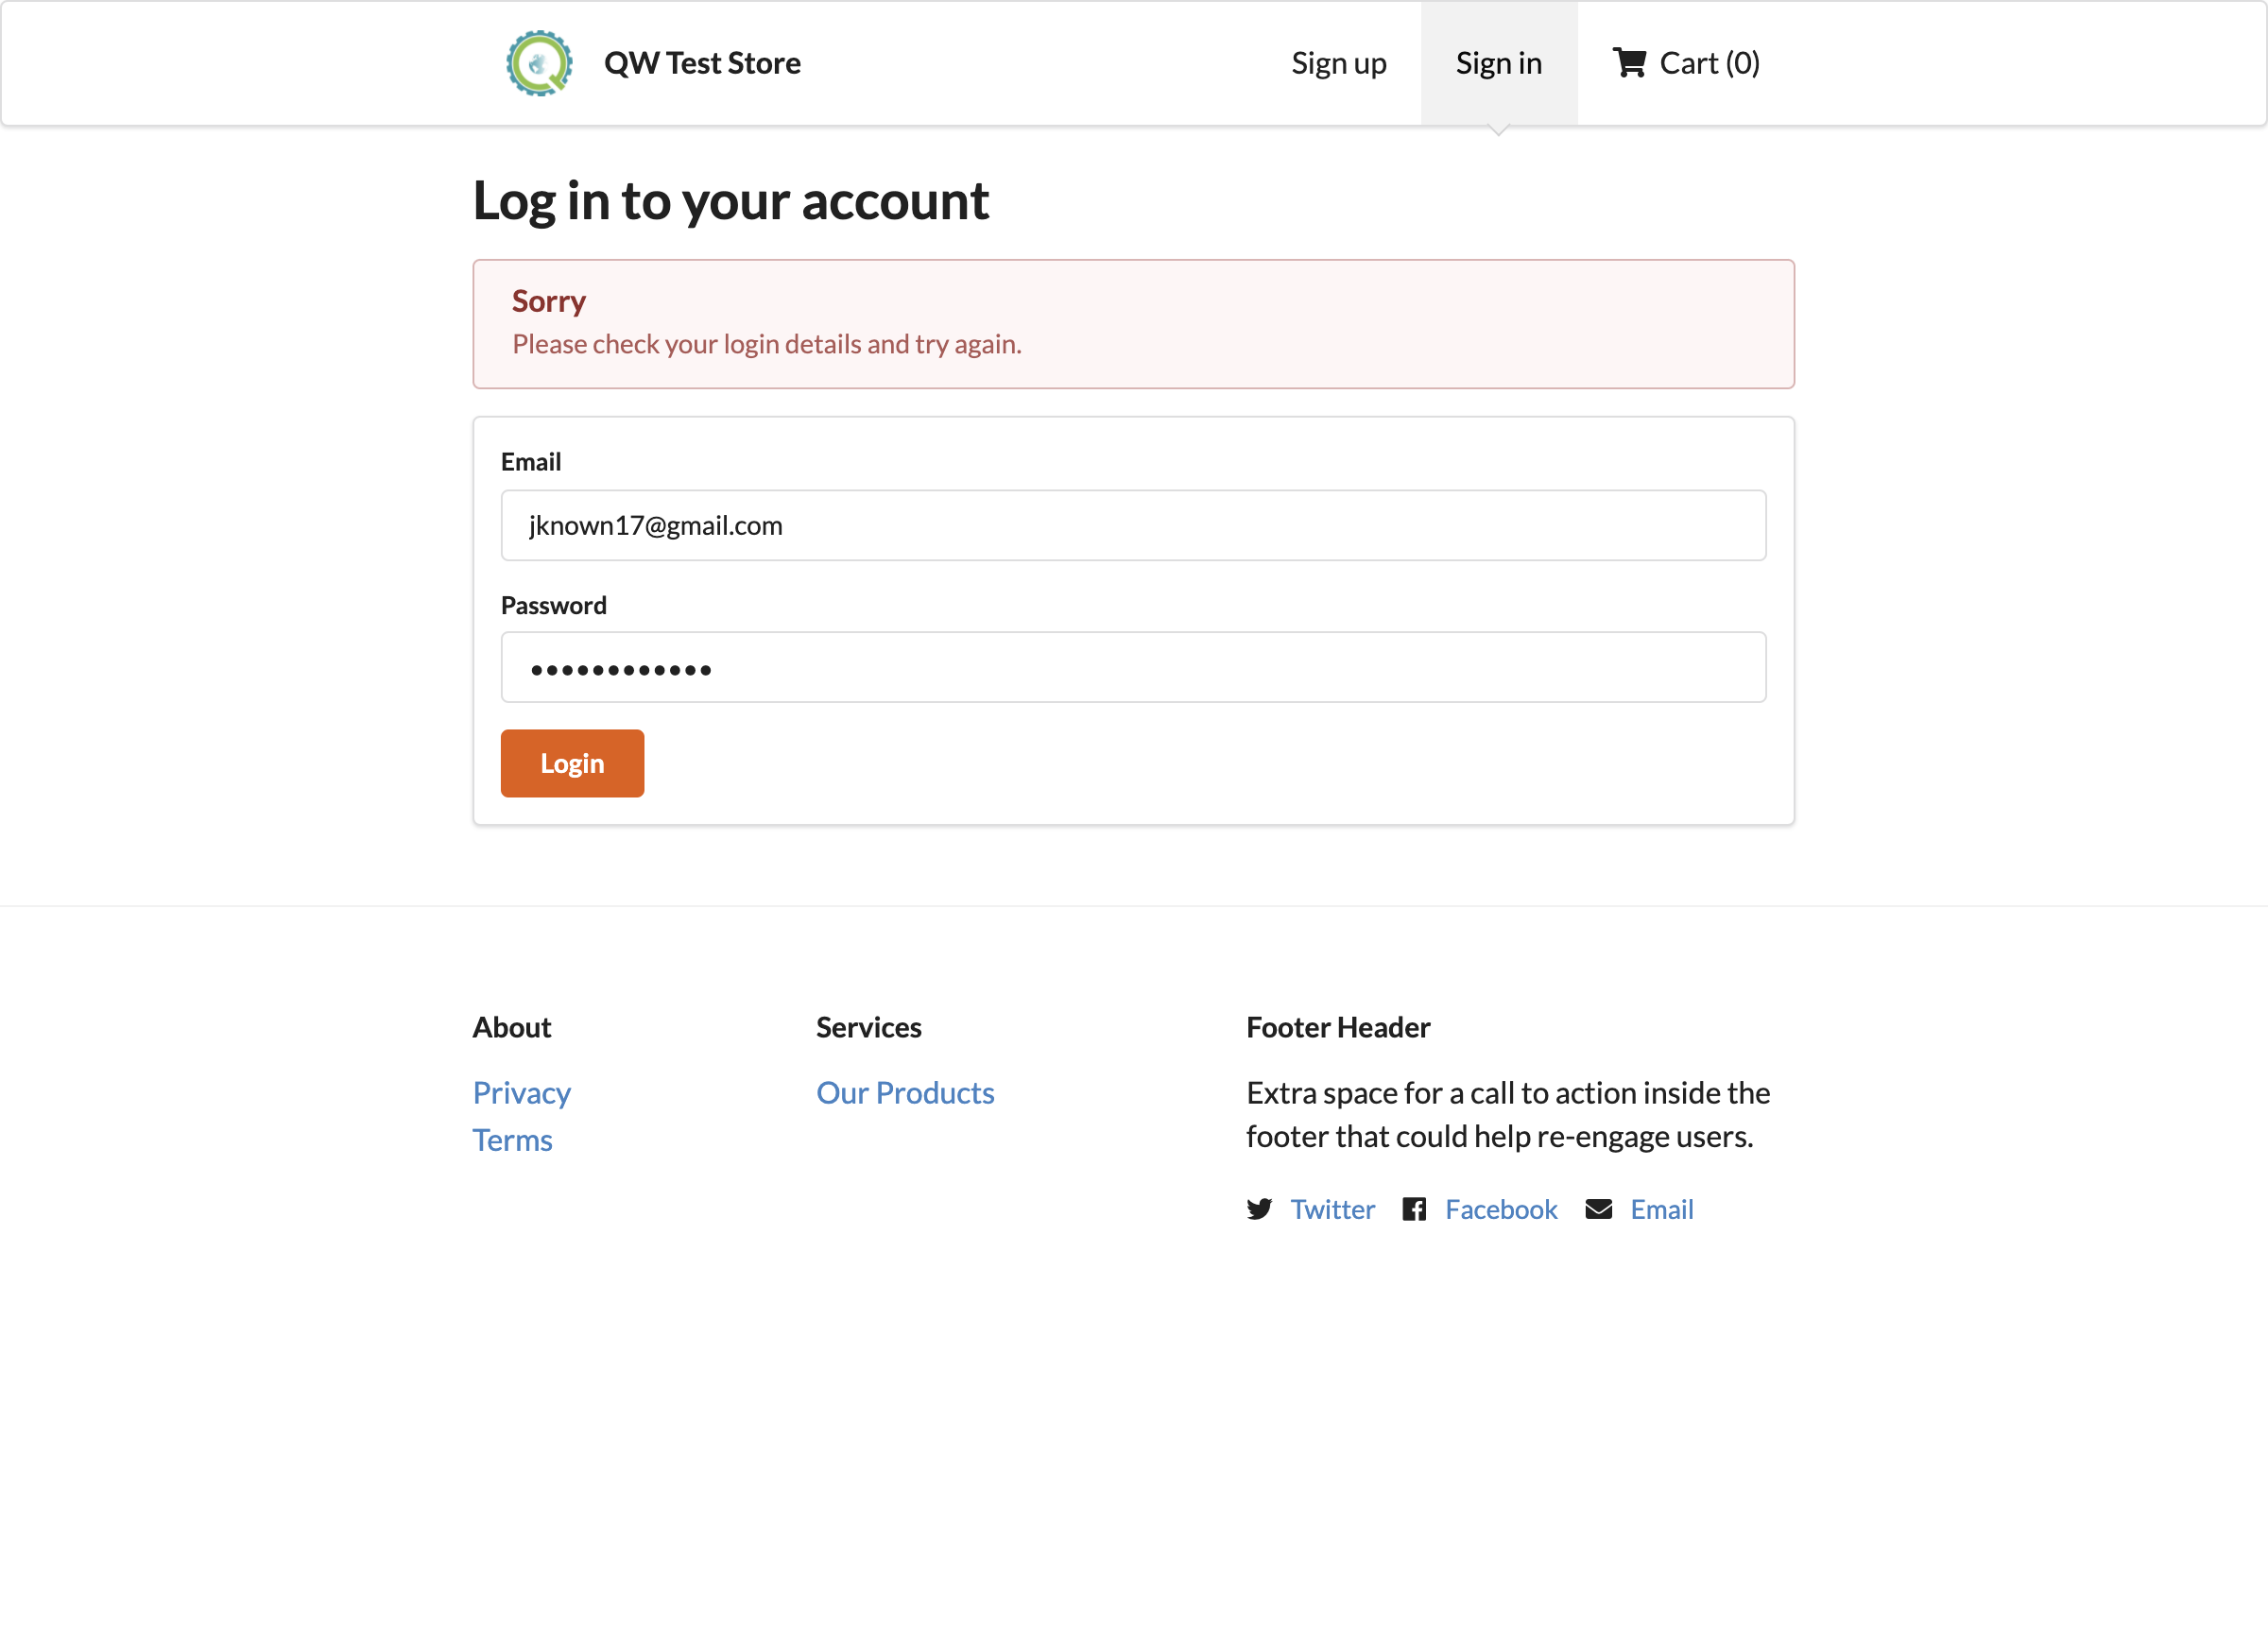 QW Test Store
Sign up
Sign in
Cart (0)
Log in to your account
Sorry
Please check your login details and try again.
Email
jknown17@gmail.com
Password
••••••••••••
Login
About
Services
Footer Header
Privacy
Our Products
Extra space for a call to action inside the
Terms
footer that could help re-engage users.
Twitter
Facebook
Email